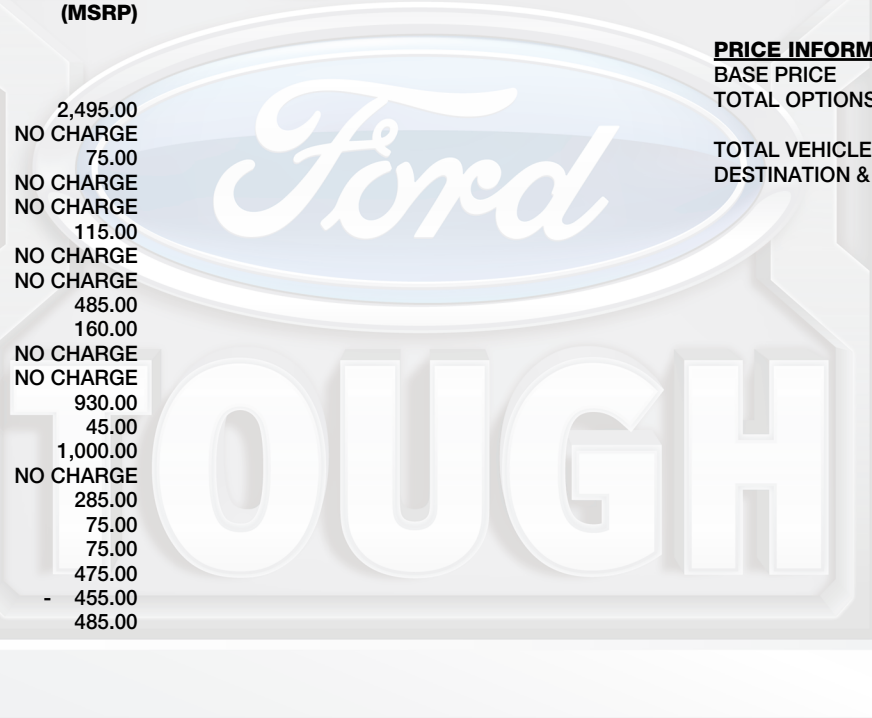 (MSRP)
2,495.00
NO CHARGE
75.00
NO CHARGE
NO CHARGE
115.00
NO CHARGE
NO CHARGE
485.00
160.00
NO CHARGE
NO CHARGE
930.00
45.00
1,000.00
NO CHARGE
285.00
75.00
75.00
475.00
- 455.00
485.00
PRICE INFORM
BASE PRICE
TOTAL OPTIONS
TOTAL VEHICLE
DESTINATION &
Ford
TOUGH